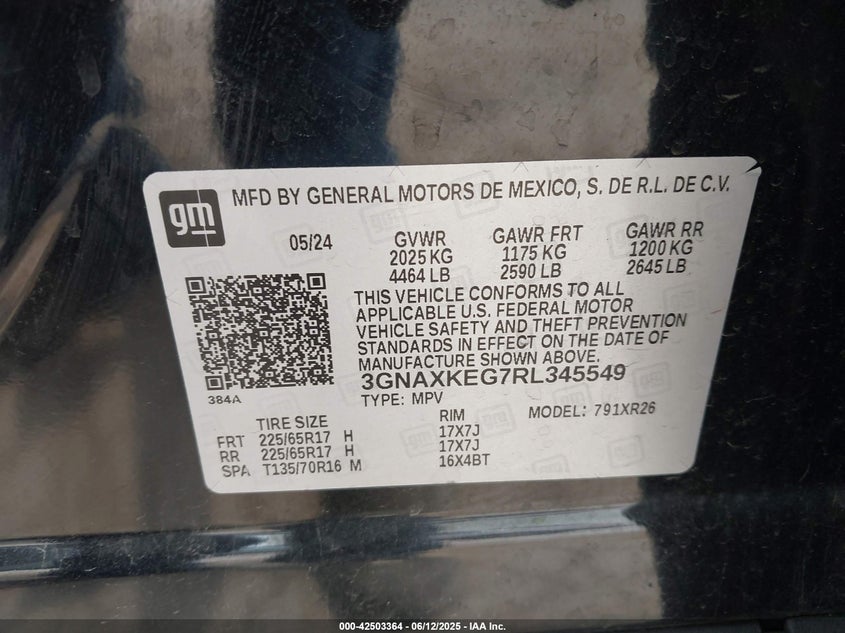 gm
MFD BY GENERAL MOTORS DE MEXICO, S. DE R.L. DE C.V.
05/24 GVWR GAWR FRT GAWR RR
2025 KG 1175 KG 1200 KG
4464 LB 2590 LB 2645 LB
THIS VEHICLE CONFORMS TO ALL
APPLICABLE U.S. FEDERAL MOTOR
VEHICLE SAFETY AND THEFT PREVENTION
STANDARDS IN EFFECT ON THE DATE OF
MANUFACTURE SHOWN ABOVE.
3GNAXKEG7RL345549
384A TYPE: MPV
TIRE SIZE RIM MODEL: 791XR26
FRT 225/65R17 H 17X7J
RR 225/65R17 H 17X7J
SPA T135/70R16 M 16X4BT
000-42503364 - 06/12/2025 - IAA Inc.